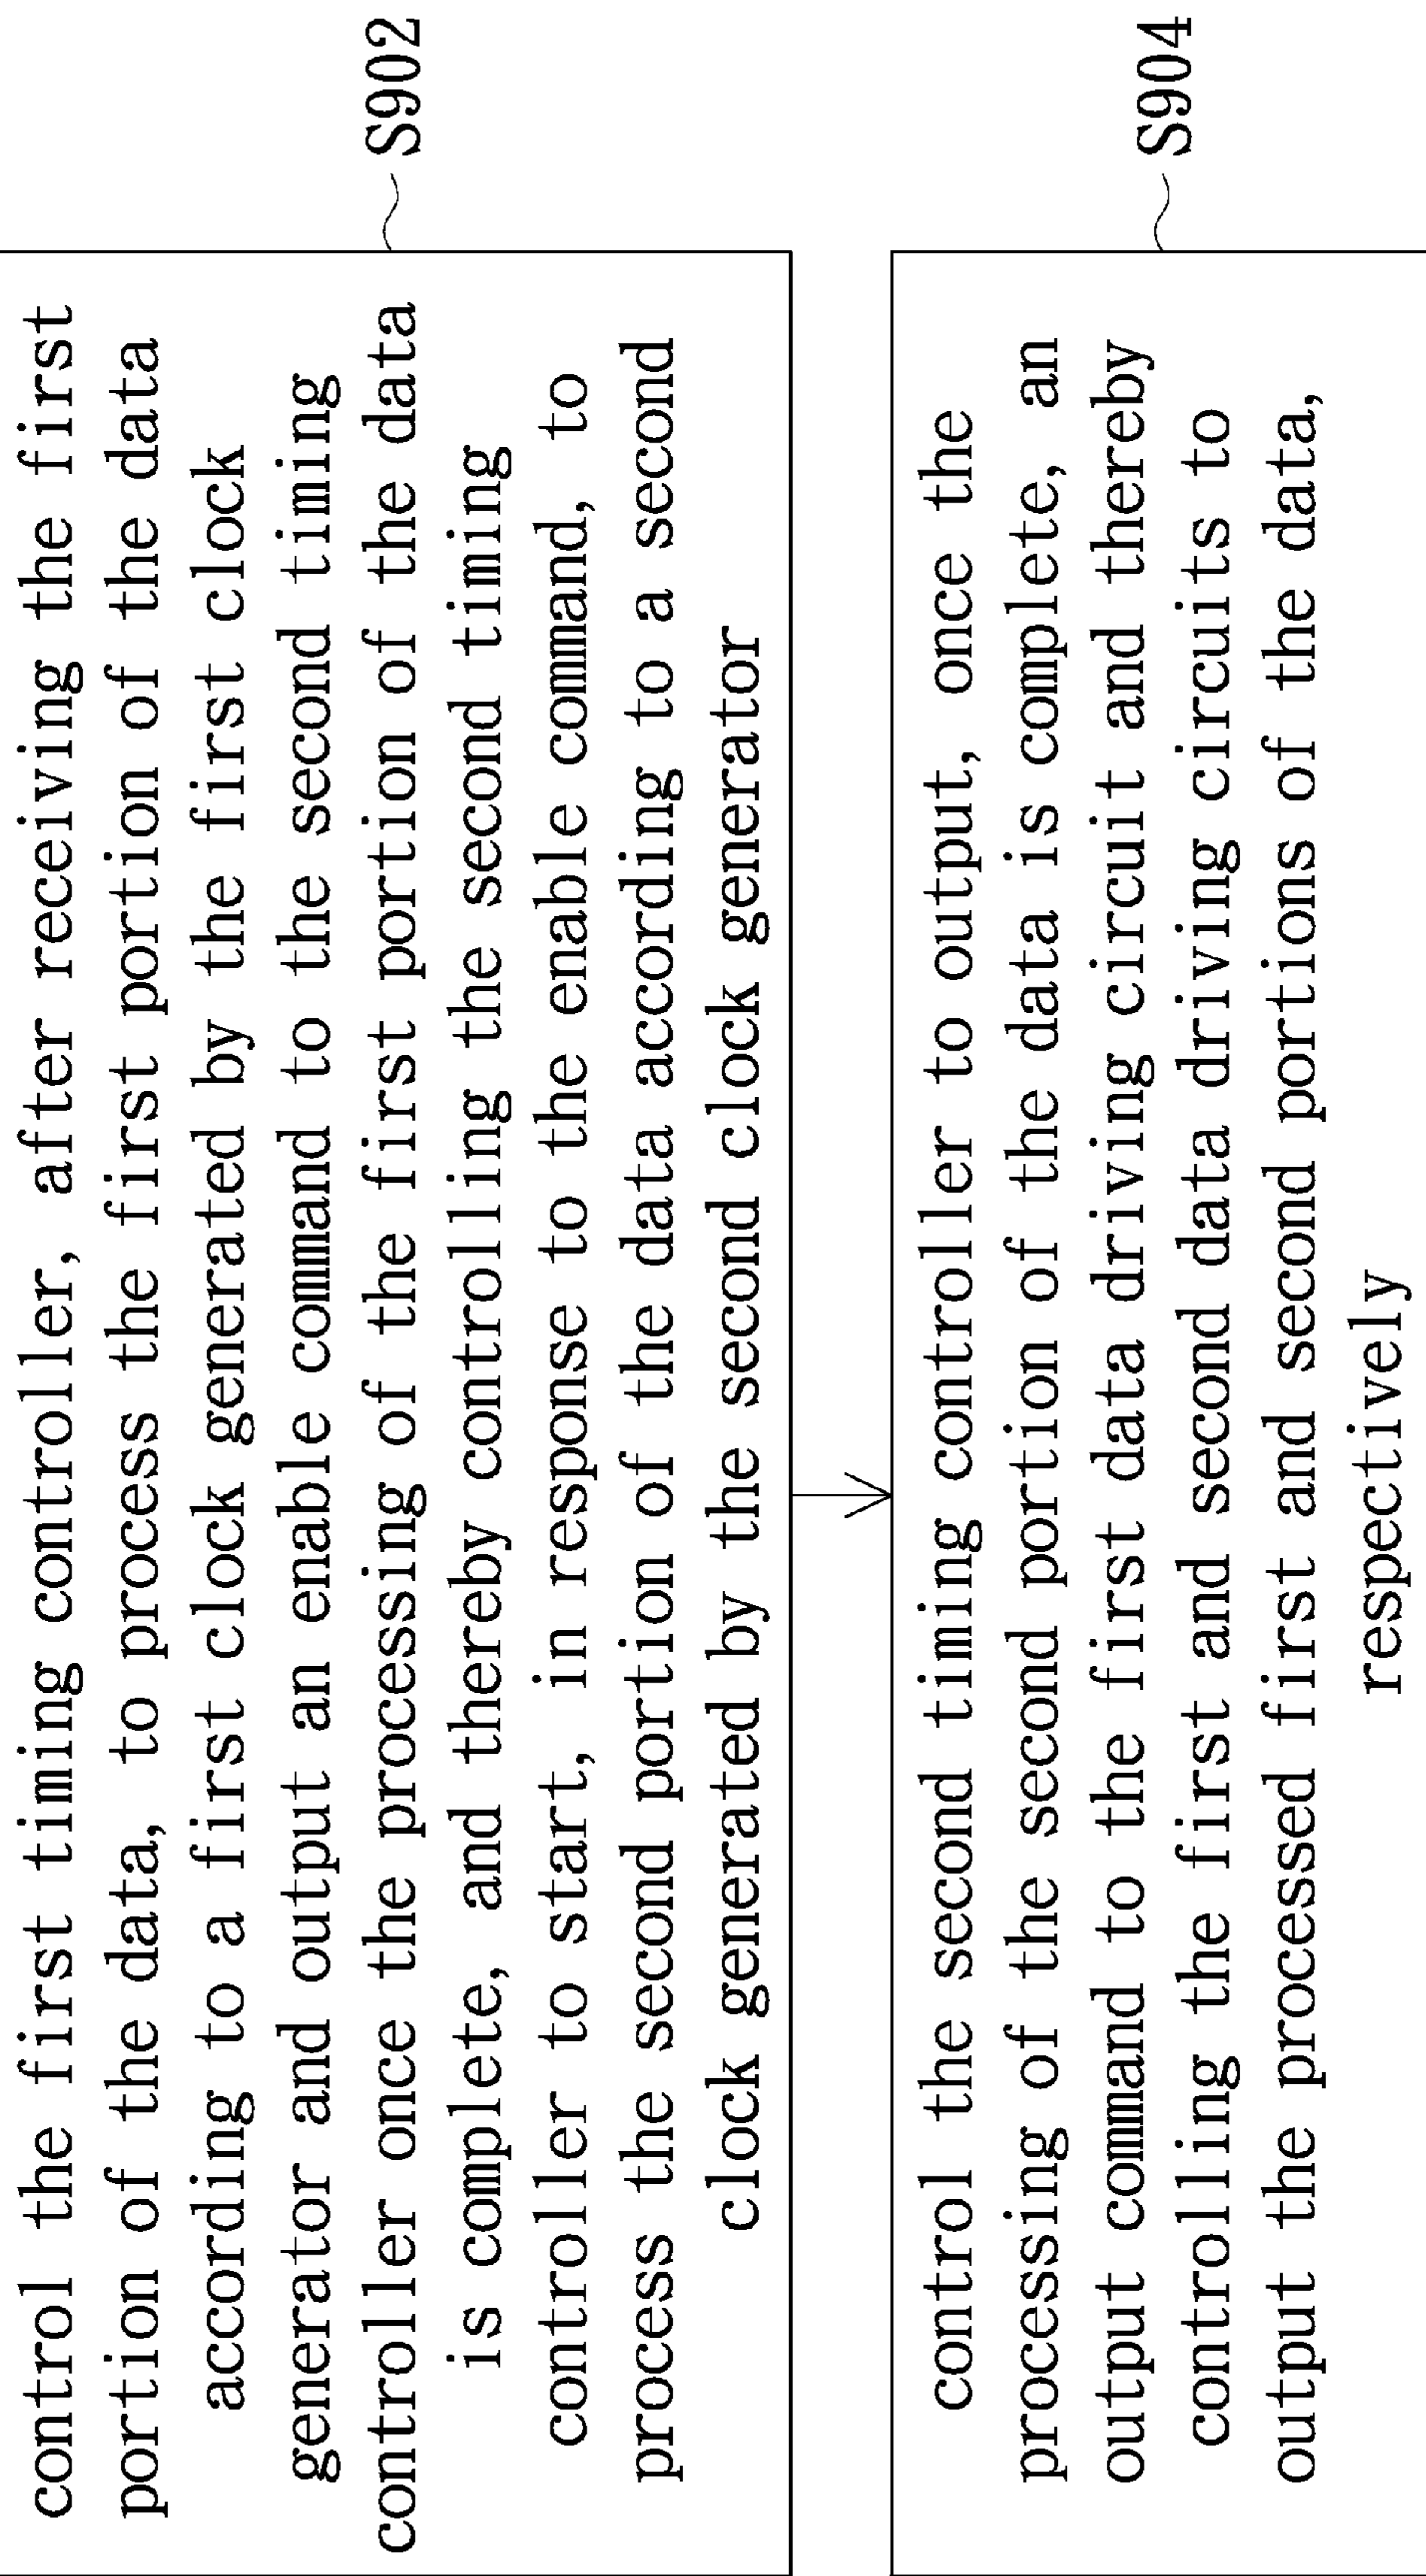 control the first timing controller, after receiving the first
portion of the data, to process the first portion of the data
according to a first clock generated by the first clock
generator and output an enable command to the second timing
controller once the processing of the first portion of the data
is complete, and thereby controlling the second timing
controller to start, in response to the enable command, to
process the second portion of the data according to a second
clock generated by the second clock generator
S902
control the second timing controller to output, once the
processing of the second portion of the data is complete, an
output command to the first data driving circuit and thereby
controlling the first and second data driving circuits to
output the processed first and second portions of the data,
respectively
S904